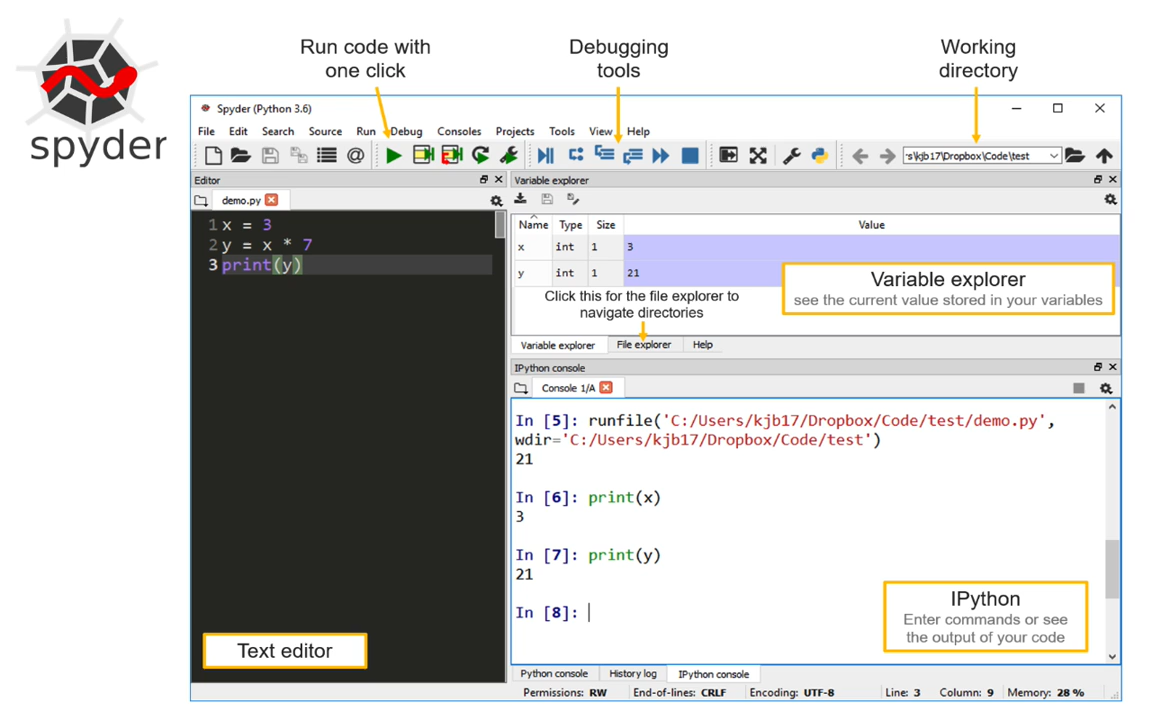 spyder
Run code with
one click
Debugging
tools
Working
directory
Spyder (Python 3.6)
File Edit Search Source Run Debug Consoles Projects Tools View Help
@
's\kjb17\Dropbox\Code\test
Editor
demo.py
1 x = 3
2 y = x * 7
3 print(y)
Text editor
Variable explorer
Name Type Size Value
x int 1 3
y int 1 21
Variable explorer
see the current value stored in your variables
Click this for the file explorer to
navigate directories
Variable explorer File explorer Help
IPython console
Console 1/A
In [5]: runfile('C:/Users/kjb17/Dropbox/Code/test/demo.py',
wdir='C:/Users/kjb17/Dropbox/Code/test')
21
In [6]: print(x)
3
In [7]: print(y)
21
In [8]:
IPython
Enter commands or see
the output of your code
Python console History log IPython console
Permissions: RW End-of-lines: CRLF Encoding: UTF-8 Line: 3 Column: 9 Memory: 28 %